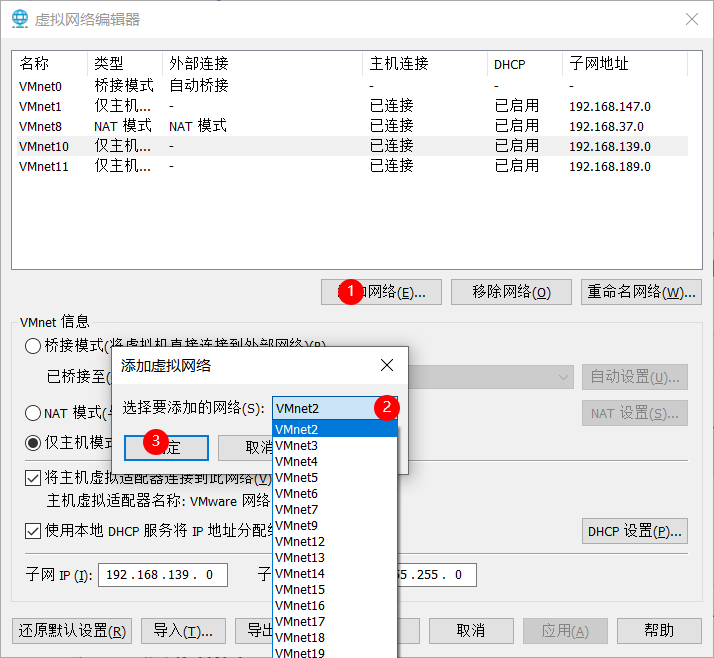 虚拟网络编辑器
名称 类型 外部连接 主机连接 DHCP 子网地址
VMnet0 桥接模式 自动桥接 - - -
VMnet1 仅主机... - 已连接 已启用 192.168.147.0
VMnet8 NAT 模式 NAT 模式 已连接 已启用 192.168.37.0
VMnet10 仅主机... - 已连接 已启用 192.168.139.0
VMnet11 仅主机... - 已连接 已启用 192.168.189.0
1 网络(E)... 移除网络(O) 重命名网络(W)...
VMnet 信息
桥接模式(将虚拟机直接连接到外部网络)(B)
已桥接至( 自动设置(U)...
NAT 模式( NAT 设置(S)...
仅主机模式
添加虚拟网络
选择要添加的网络(S): VMnet2 2
3 定 取消
VMnet2
VMnet3
VMnet4
VMnet5
VMnet6
VMnet7
VMnet9
VMnet12
VMnet13
VMnet14
VMnet15
VMnet16
VMnet17
VMnet18
VMnet19
将主机虚拟适配器连接到此网络(V)
主机虚拟适配器名称: VMware 网络
使用本地 DHCP 服务将 IP 地址分配给
DHCP 设置(P)...
子网 IP (I): 192 .168 .139 . 0 子 .255 . 0
还原默认设置(R) 导入(T)... 导出 取消 应用(A) 帮助